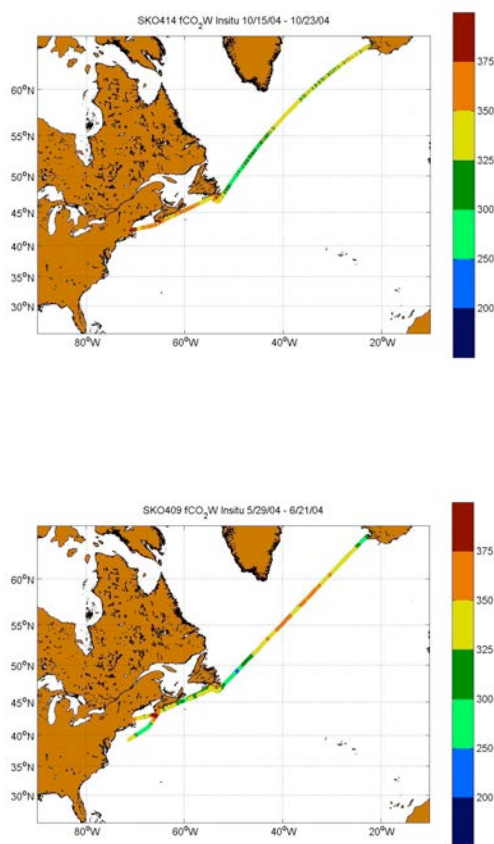 SKO414 fCO₂W Insitu 10/15/04 - 10/23/04
60°N
55°N
50°N
45°N
40°N
35°N
30°N
80°W 60°W 40°W 20°W
375
350
325
300
250
200
SKO409 fCO₂W Insitu 5/29/04 - 6/21/04
60°N
55°N
50°N
45°N
40°N
35°N
30°N
80°W 60°W 40°W 20°W
375
350
325
300
250
200